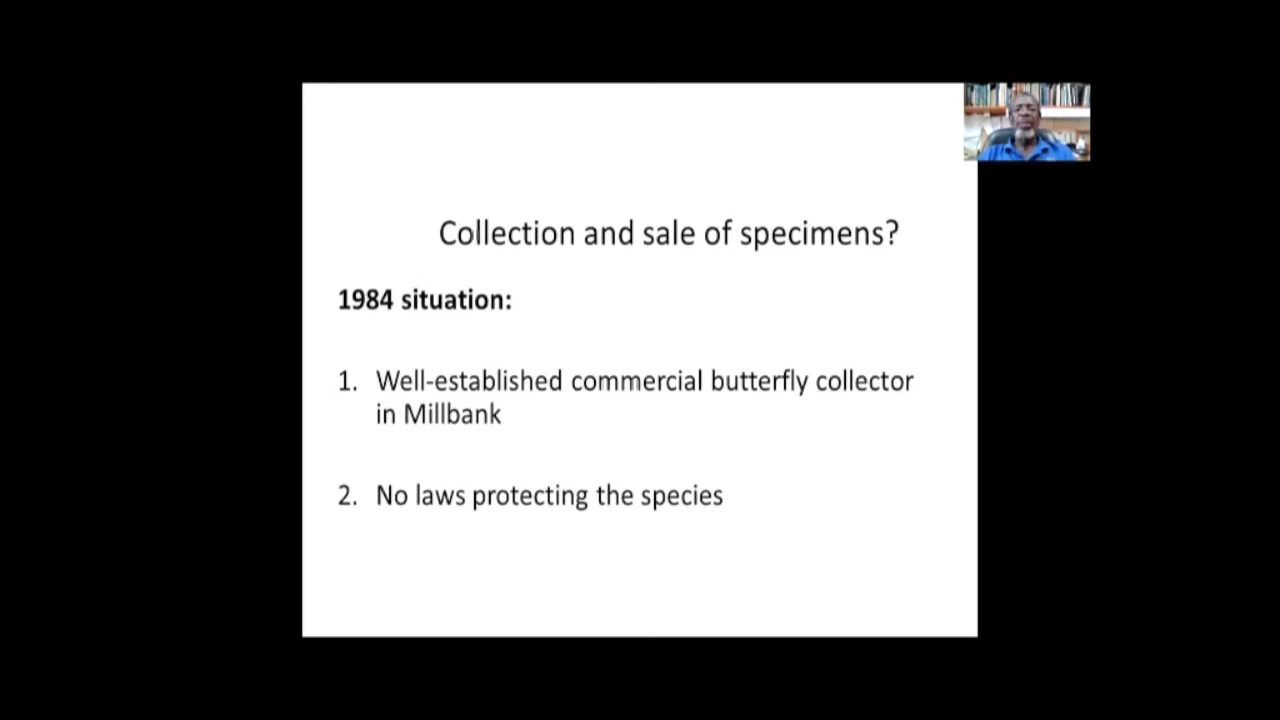 Collection and sale of specimens?
1984 situation:
1. Well-established commercial butterfly collector
in Millbank
2. No laws protecting the species